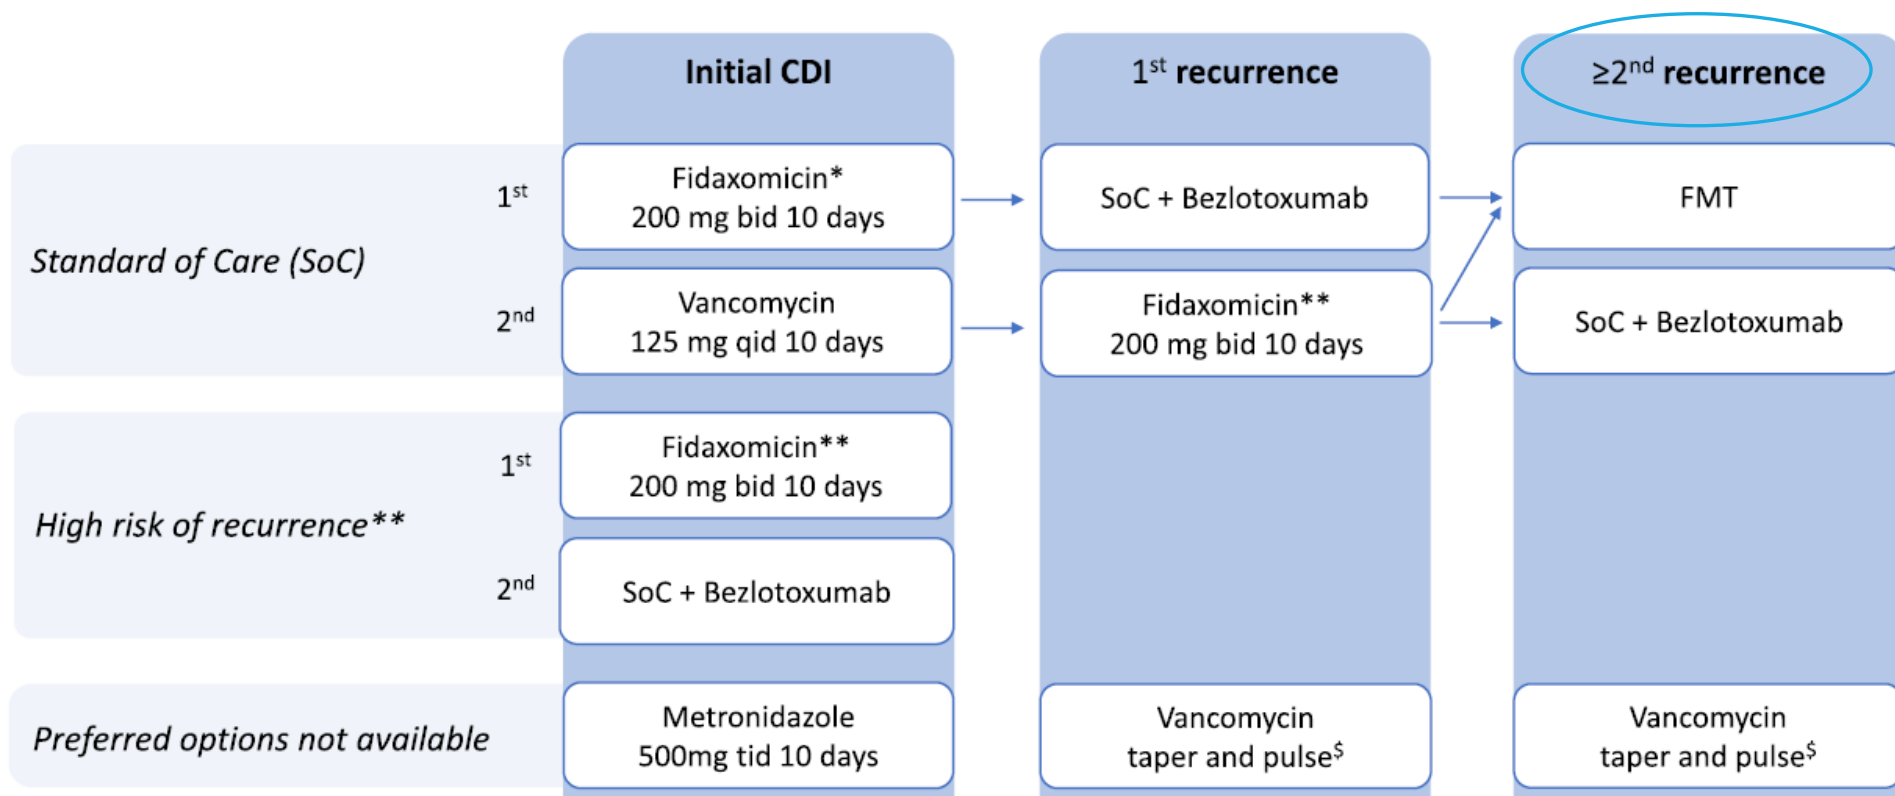 Initial CDI
1st recurrence
≥2nd recurrence
Standard of Care (SoC)
1st
Fidaxomicin*
200 mg bid 10 days
SoC + Bezlotoxumab
FMT
2nd
Vancomycin
125 mg qid 10 days
Fidaxomicin**
200 mg bid 10 days
SoC + Bezlotoxumab
High risk of recurrence**
1st
Fidaxomicin**
200 mg bid 10 days
2nd
SoC + Bezlotoxumab
Preferred options not available
Metronidazole
500mg tid 10 days
Vancomycin
taper and pulse$
Vancomycin
taper and pulse$